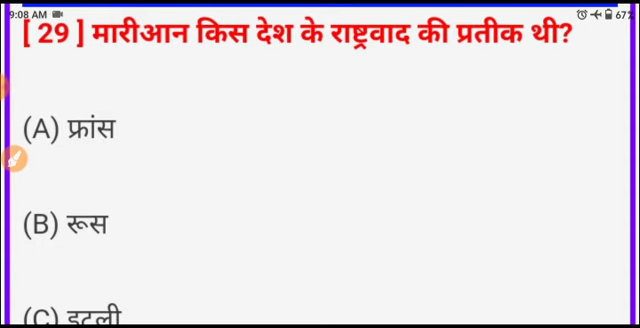 9:08 AM 67%
[ 29 ] मारीआन किस देश के राष्ट्रवाद की प्रतीक थी?
(A) फ्रांस
(B) रूस
(C) इटली